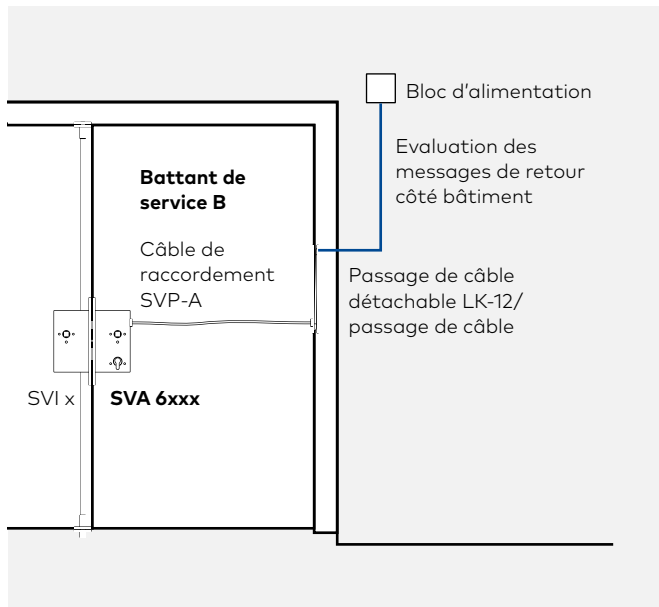 Bloc d'alimentation
Evaluation des
messages de retour
côté bâtiment
Battant de
service B
Câble de
raccordement
SVP-A
Passage de câble
détachable LK-12/
passage de câble
SVI x
SVA 6xxx